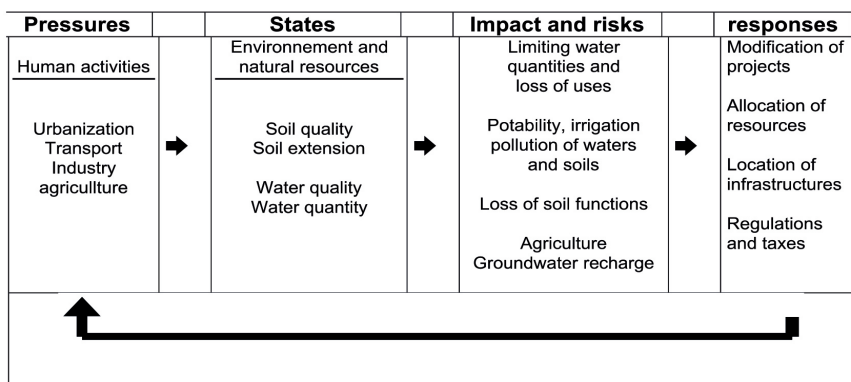 Pressures
States
Impact and risks
responses
Human activities
Urbanization
Transport
Industry
agricullture
Environnement and
natural resources
Soil quality
Soil extension
Water quality
Water quantity
Limiting water
quantities and
loss of uses
Potability, irrigation
pollution of waters
and soils
Loss of soil functions
Agriculture
Groundwater recharge
Modification of
projects
Allocation of
resources
Location of
infrastructures
Regulations
and taxes